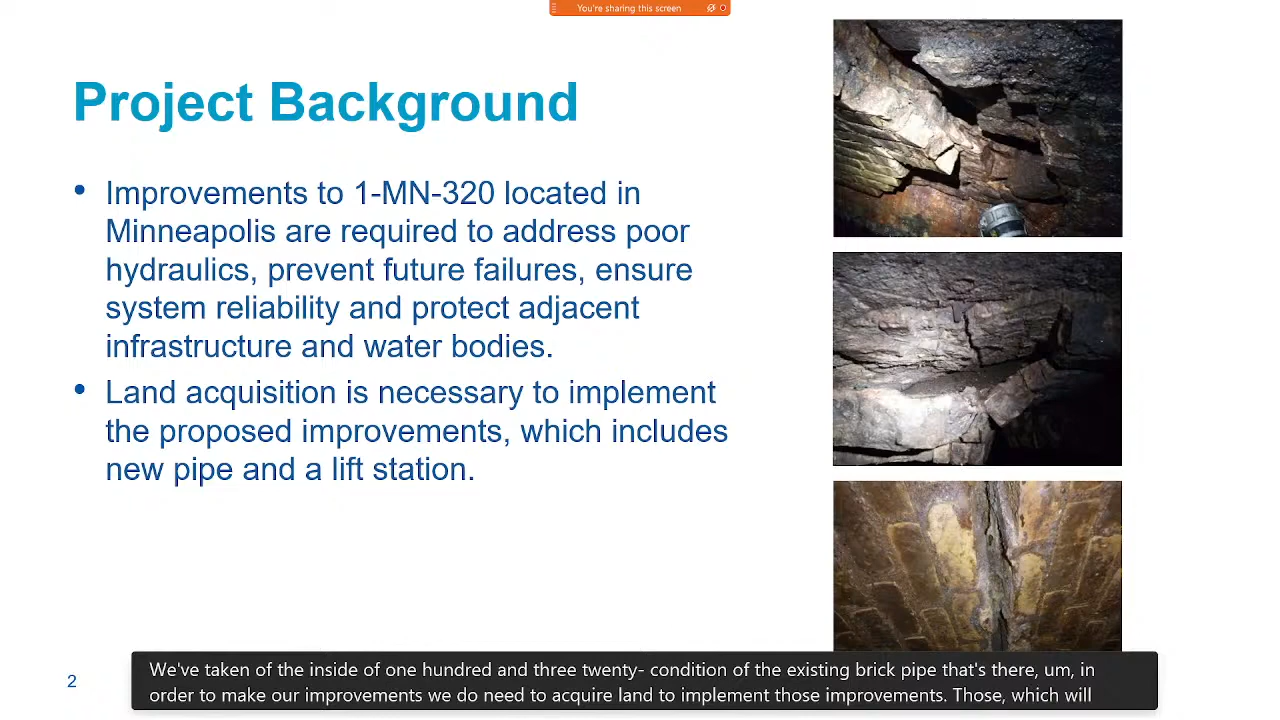 You're sharing this screen
Project Background
• Improvements to 1-MN-320 located in
Minneapolis are required to address poor
hydraulics, prevent future failures, ensure
system reliability and protect adjacent
infrastructure and water bodies.
• Land acquisition is necessary to implement
the proposed improvements, which includes
new pipe and a lift station.
2
We've taken of the inside of one hundred and three twenty- condition of the existing brick pipe that's there, um, in
order to make our improvements we do need to acquire land to implement those improvements. Those, which will